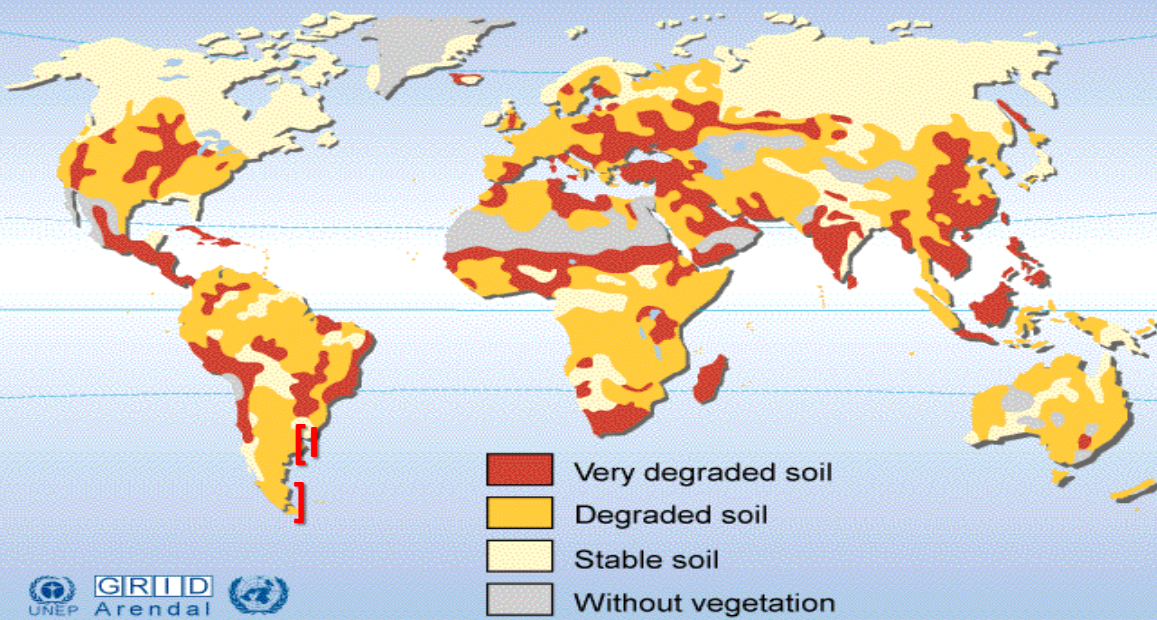 [I
]
Very degraded soil
Degraded soil
Stable soil
Without vegetation
UNEP
GRID
Arendal